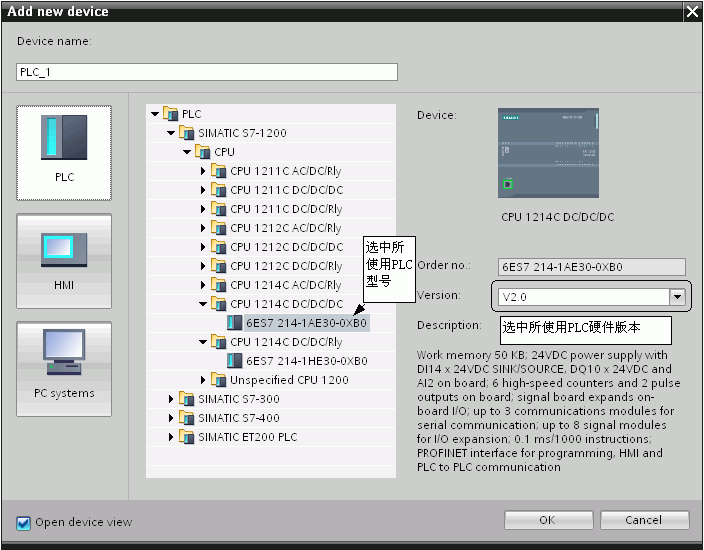 Add new device
Device name:
PLC_1
PLC
HMI
PC systems
PLC
SIMATIC S7-1200
CPU
CPU 1211C AC/DC/Rly
CPU 1211C DC/DC/DC
CPU 1211C DC/DC/Rly
CPU 1212C AC/DC/Rly
CPU 1212C DC/DC/DC
CPU 1212C DC/DC/Rly
CPU 1214C AC/DC/Rly
CPU 1214C DC/DC/DC
6ES7 214-1AE30-0XB0
CPU 1214C DC/DC/Rly
6ES7 214-1HE30-0XB0
Unspecified CPU 1200
SIMATIC S7-300
SIMATIC S7-400
SIMATIC ET200 PLC
选中所
使用PLC
型号
Device:
SIEMENS
CPU 1214C DC/DC/DC
Order no.:
6ES7 214-1AE30-0XB0
Version:
V2.0
Description:
选中所使用PLC硬件版本
Work memory 50 KB; 24VDC power supply with
DI14 x 24VDC SINK/SOURCE, DQ10 x 24VDC and
AI2 on board; 6 high-speed counters and 2 pulse
outputs on board; signal board expands on-
board I/O; up to 3 communications modules for
serial communication; up to 8 signal modules
for I/O expansion; 0.1 ms/1000 instructions;
PROFINET interface for programming, HMI and
PLC to PLC communication
Open device view
OK
Cancel